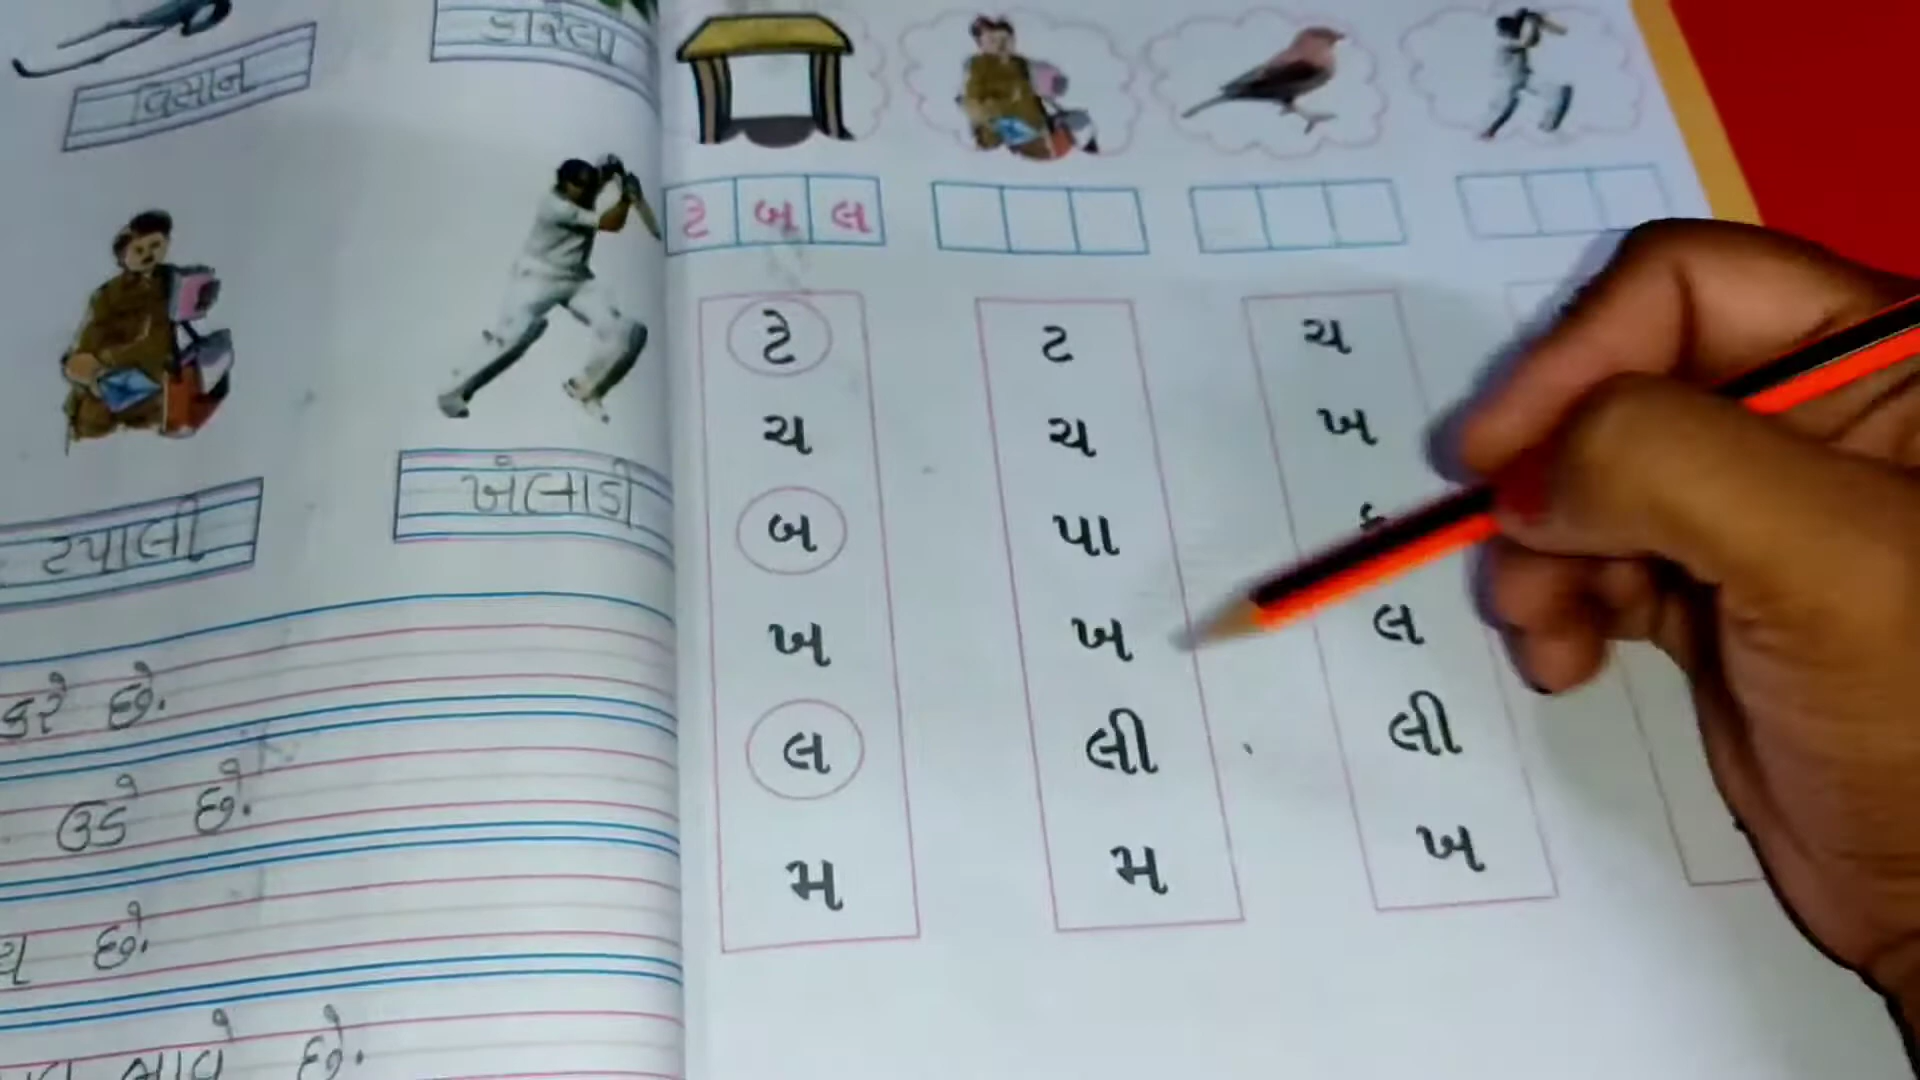 વિમાન
કારેલા
ટપાલી
ખેલાડી
કરે છે.
ઉડે છે.
છે.
ભાવે છે.
ટે બ લ
ટે
ચ
બ
ખ
લ
મ
ટ
ચ
પા
ખ
લી
મ
ચ
ખ
લ
લી
ખ